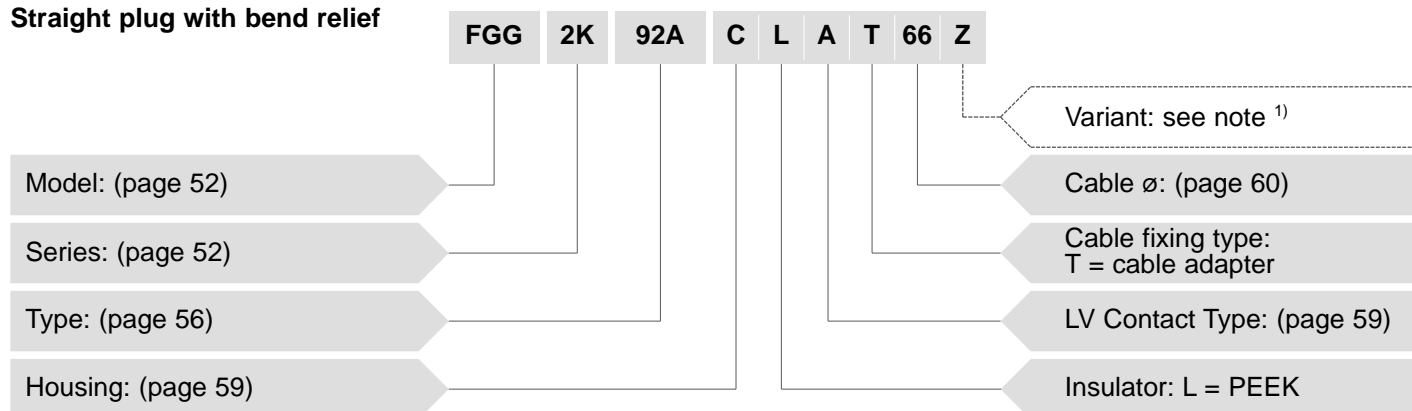 Straight plug with bend relief
FGG 2K 92A C L A T 66 Z
Variant: see note 1)
Model: (page 52)
Cable ø: (page 60)
Series: (page 52)
Cable fixing type:
T = cable adapter
Type: (page 56)
LV Contact Type: (page 59)
Housing: (page 59)
Insulator: L = PEEK